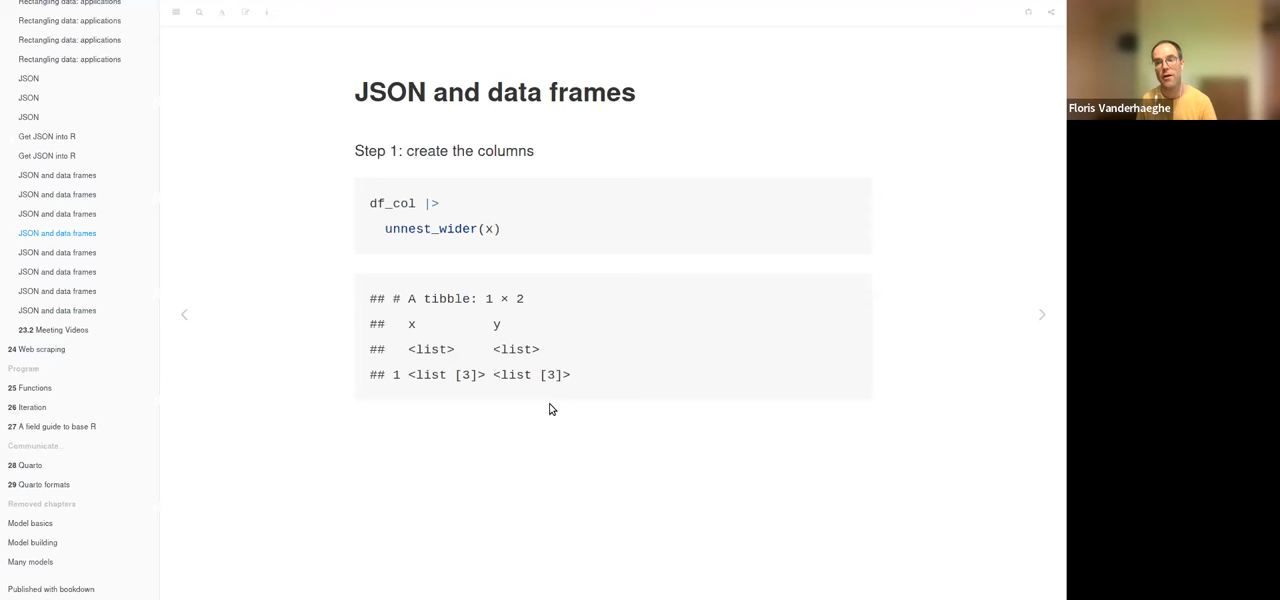 Rectangling data: applications
Rectangling data: applications
Rectangling data: applications
Rectangling data: applications
JSON
JSON
JSON
Get JSON into R
Get JSON into R
JSON and data frames
JSON and data frames
JSON and data frames
JSON and data frames
JSON and data frames
JSON and data frames
JSON and data frames
JSON and data frames
23.2 Meeting Videos
24 Web scraping
Program
25 Functions
26 Iteration
27 A field guide to base R
Communicate
28 Quarto
29 Quarto formats
Removed chapters
Model basics
Model building
Many models
Published with bookdown
JSON and data frames
Step 1: create the columns
df_col |>
  unnest_wider(x)
## # A tibble: 1 × 2
##   x          y
##   <list>     <list>
## 1 <list [3]> <list [3]>
Floris Vanderhaeghe